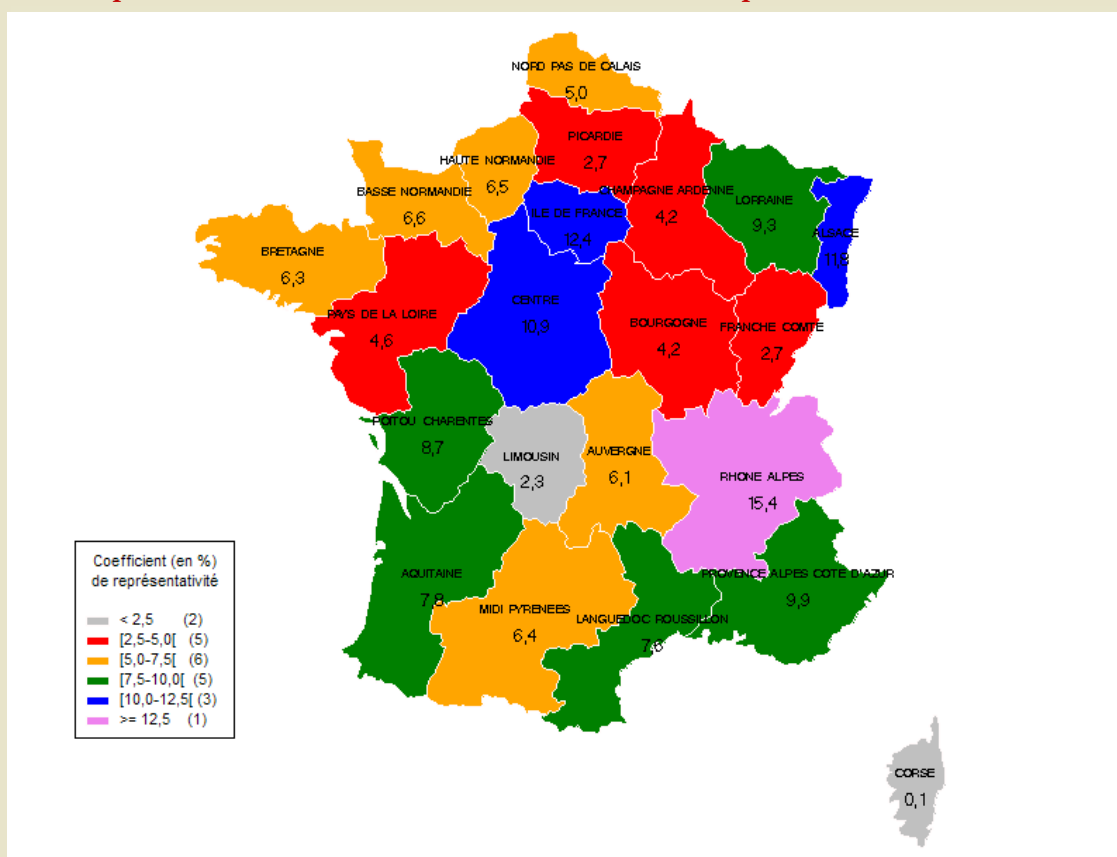 NORD PAS DE CALAIS
5,0
PICARDIE
2,7
HAUTE NORMANDIE
6,5
BASSE NORMANDIE
6,6
ILE DE FRANCE
12,4
CHAMPAGNE ARDENNE
4,2
LORRAINE
9,3
ALSACE
11,8
BRETAGNE
6,3
PAYS DE LA LOIRE
4,6
CENTRE
10,9
BOURGOGNE
4,2
FRANCHE COMTE
2,7
POITOU CHARENTES
8,7
LIMOUSIN
2,3
AUVERGNE
6,1
RHONE ALPES
15,4
AQUITAINE
7,8
MIDI PYRENEES
6,4
LANGUEDOC ROUSSILLON
7,6
PROVENCE ALPES COTE D'AZUR
9,9
CORSE
0,1
Coefficient (en %)
de représentativité
< 2,5 (2)
[2,5-5,0[ (5)
[5,0-7,5[ (6)
[7,5-10,0[ (5)
[10,0-12,5[ (3)
>= 12,5 (1)